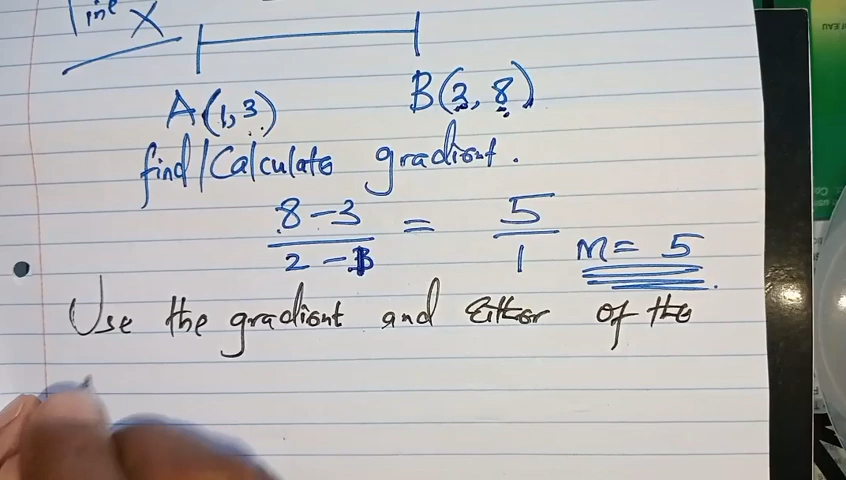 line X
A(1,3) B(2,8)
find/Calculate gradient.
8-3 = 5
2-1 1 M= 5
Use the gradient and Either of the